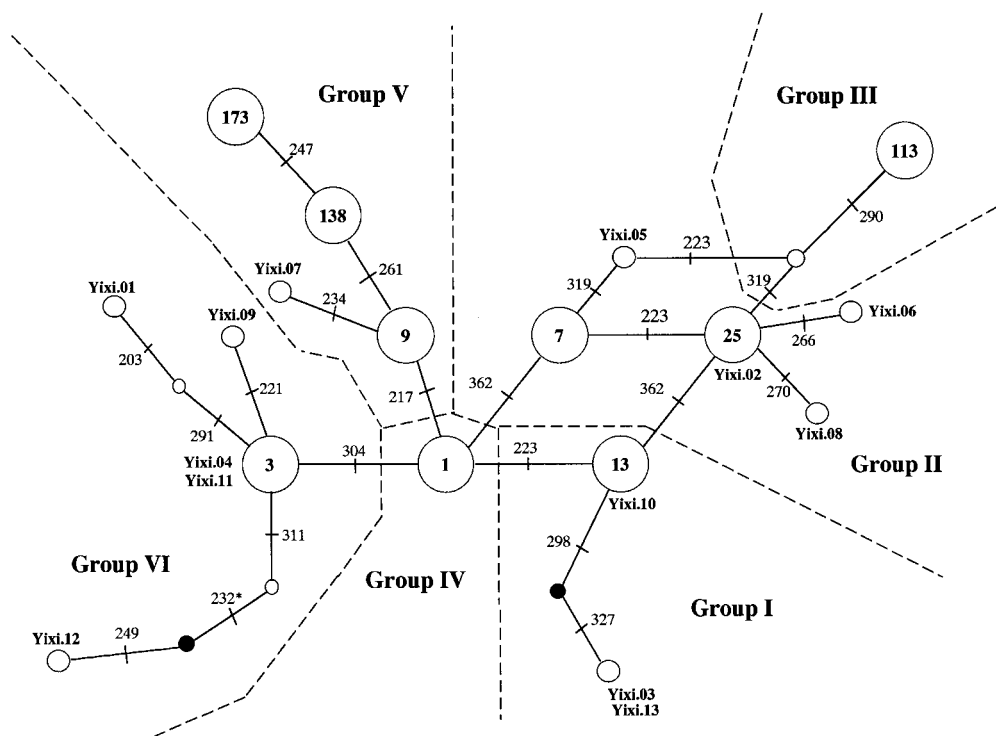 Group V
Group III
173
113
247
138
290
Yixi.05
223
Yixi.01
Yixi.07
261
319
319
Yixi.09
234
Yixi.06
9
7
223
25
266
203
Yixi.02
221
217
362
362
270
291
Yixi.08
Yixi.04
Yixi.11
3
304
1
223
13
Group II
Yixi.10
311
298
Group VI
Group IV
232*
Group I
327
Yixi.12
249
Yixi.03
Yixi.13